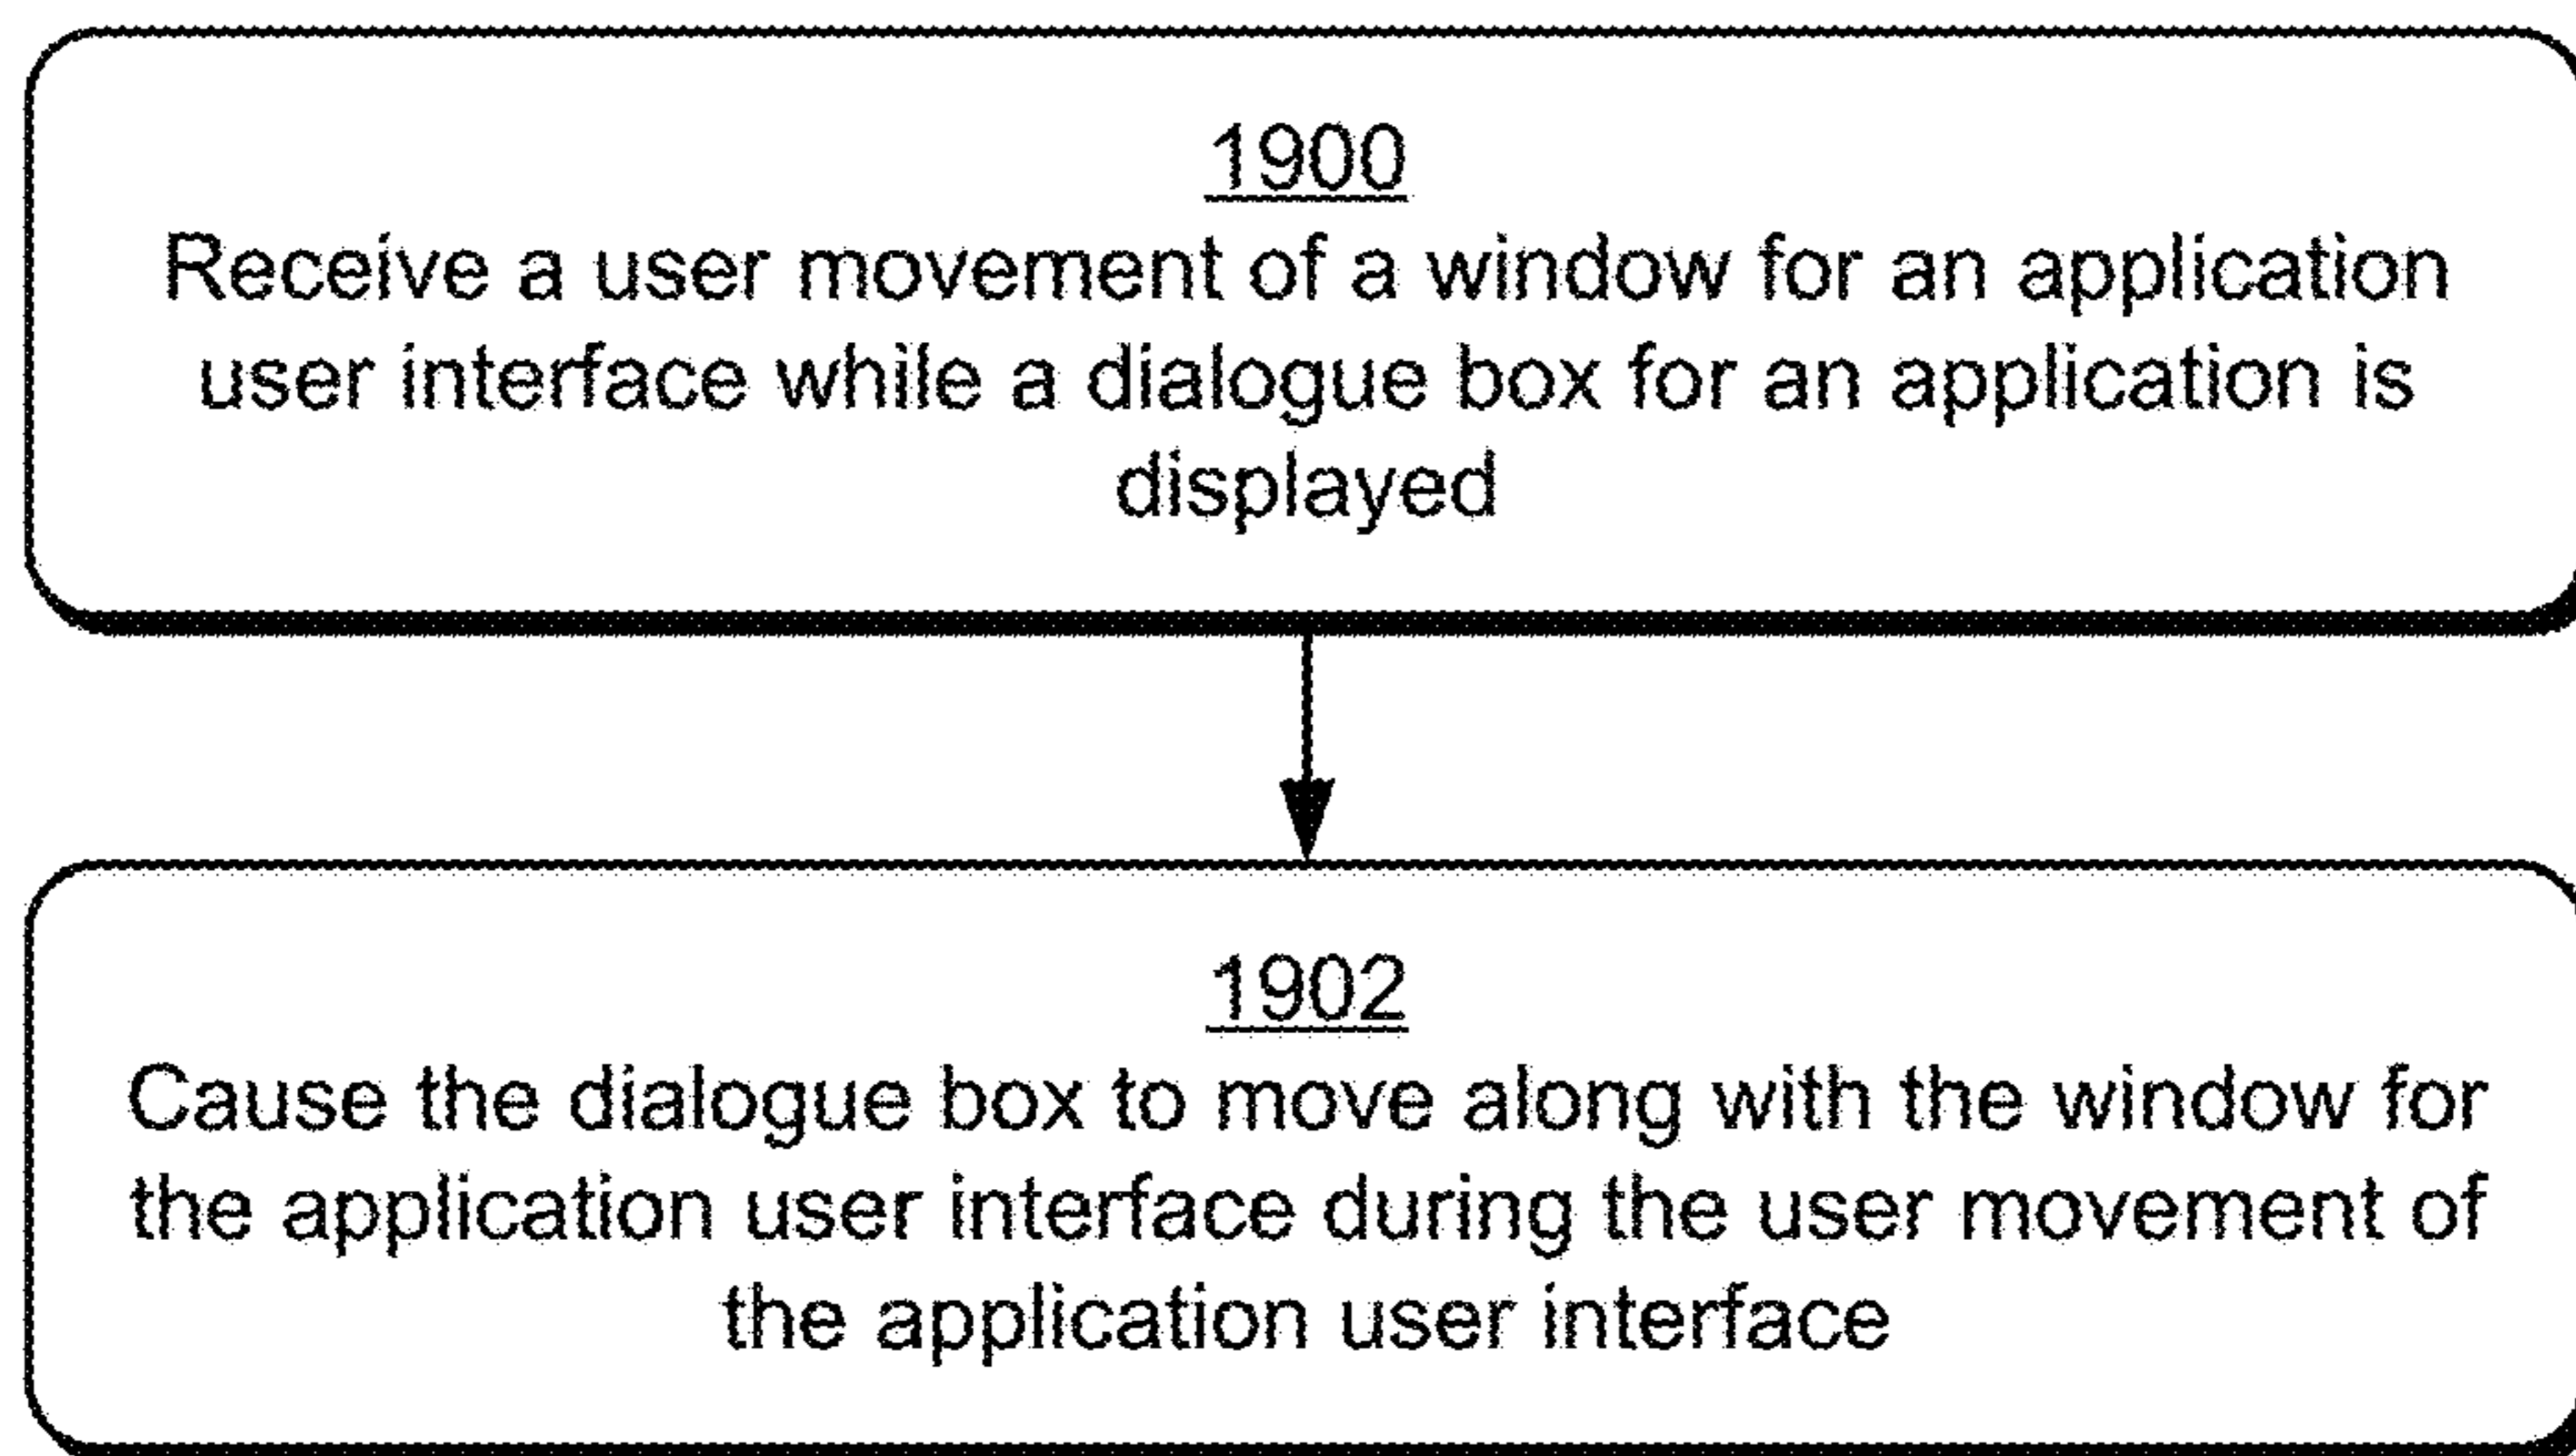 1900
Receive a user movement of a window for an application
user interface while a dialogue box for an application is
displayed
1902
Cause the dialogue box to move along with the window for
the application user interface during the user movement of
the application user interface